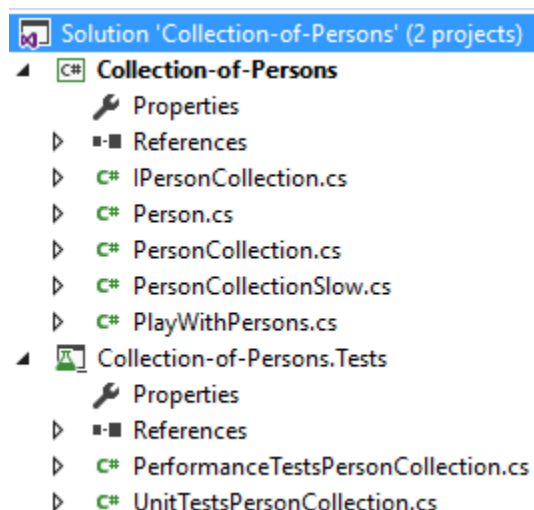 Solution 'Collection-of-Persons' (2 projects)
C# Collection-of-Persons
Properties
References
C# IPersonCollection.cs
C# Person.cs
C# PersonCollection.cs
C# PersonCollectionSlow.cs
C# PlayWithPersons.cs
Collection-of-Persons.Tests
Properties
References
C# PerformanceTestsPersonCollection.cs
C# UnitTestsPersonCollection.cs